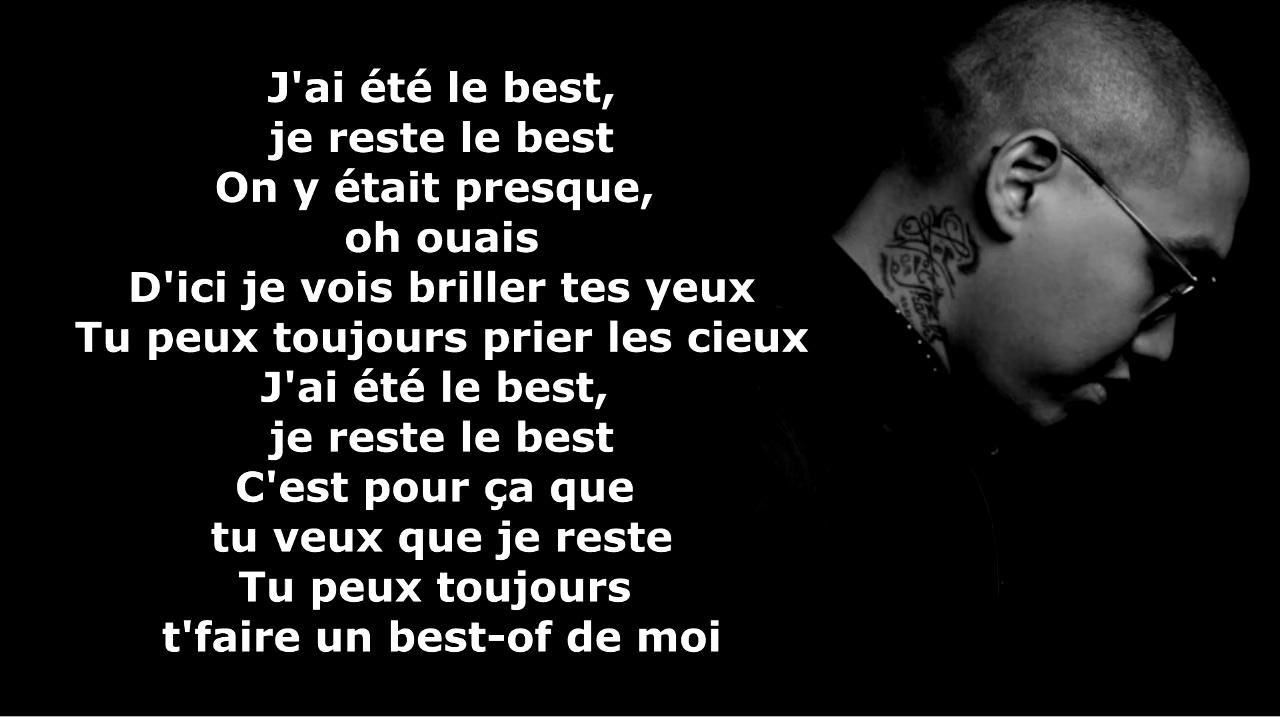 J'ai été le best,
je reste le best
On y était presque,
oh ouais
D'ici je vois briller tes yeux
Tu peux toujours prier les cieux
J'ai été le best,
je reste le best
C'est pour ça que
tu veux que je reste
Tu peux toujours
t'faire un best-of de moi